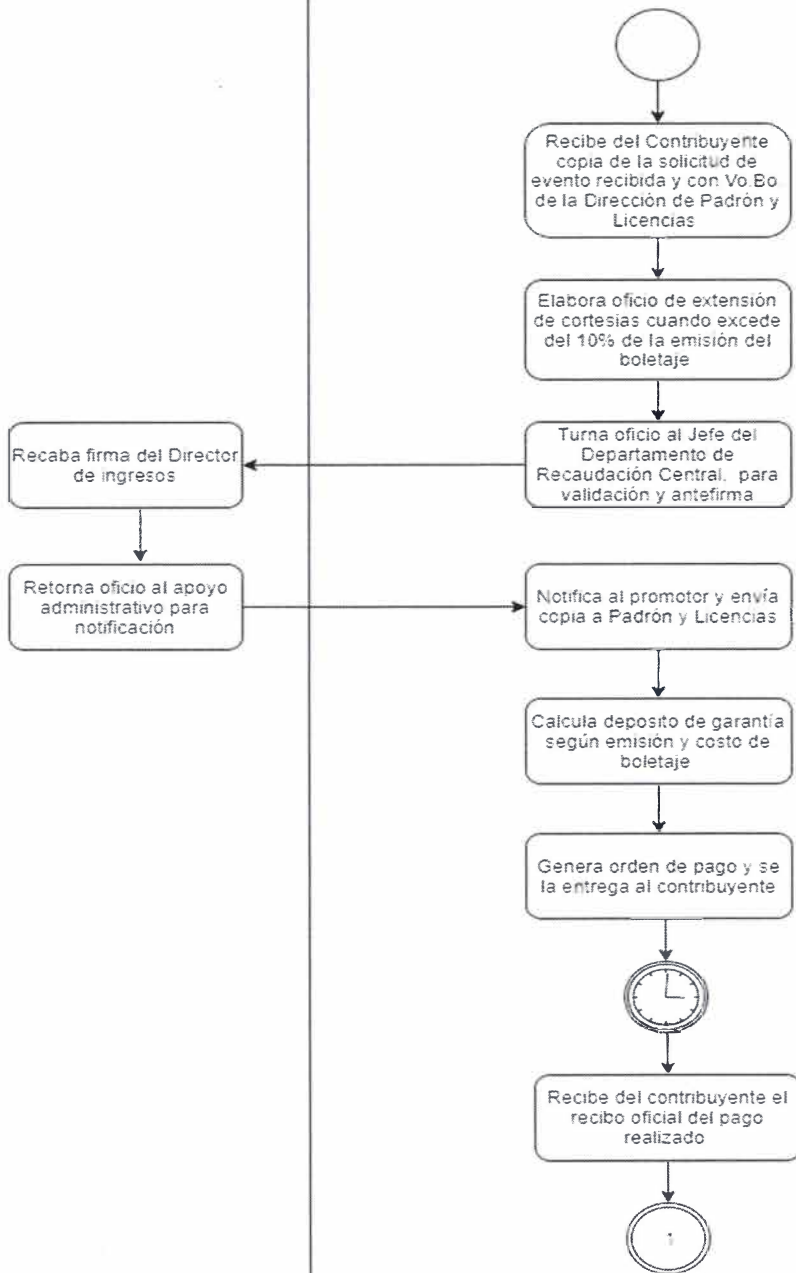 Recibe del Contribuyente
copia de la solicitud de
evento recibida y con Vo.Bo
de la Dirección de Padrón y
Licencias
Elabora oficio de extensión
de cortesias cuando excede
del 10% de la emisión del
boletaje
Turna oficio al Jefe del
Departamento de
Recaudación Central, para
validación y antefirma
Recaba firma del Director
de ingresos
Retorna oficio al apoyo
administrativo para
notificación
Notifica al promotor y envía
copia a Padrón y Licencias
Calcula deposito de garantía
según emisión y costo de
boletaje
Genera orden de pago y se
la entrega al contribuyente
Recibe del contribuyente el
recibo oficial del pago
realizado
1